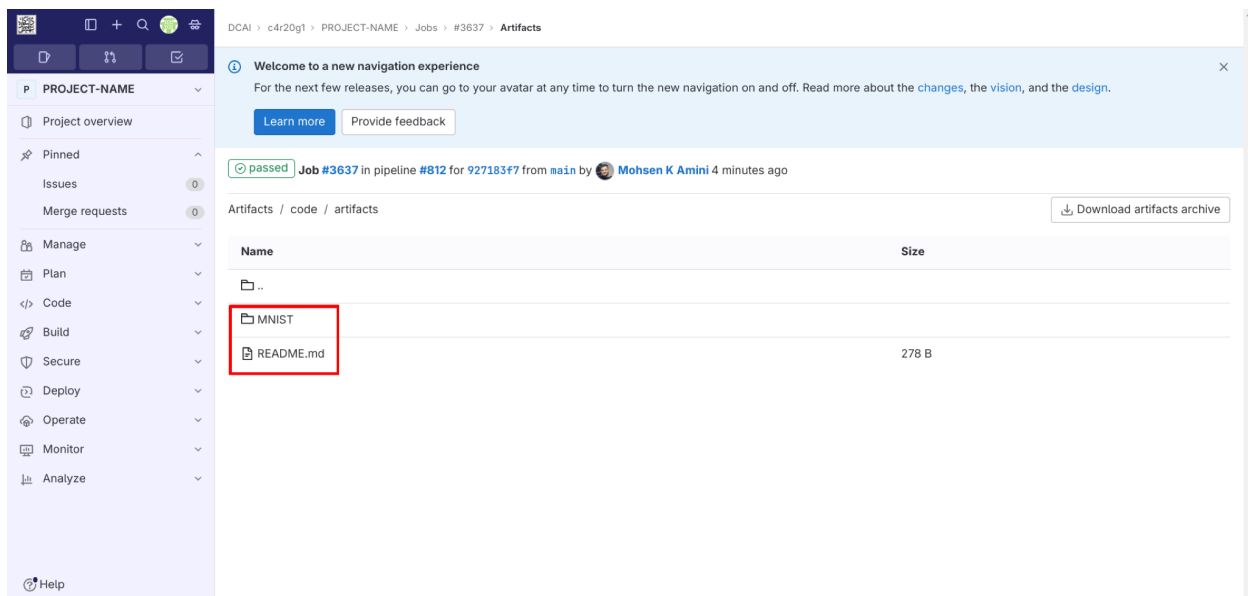 DCAI › c4r20g1 › PROJECT-NAME › Jobs › #3637 › Artifacts
P PROJECT-NAME
Project overview
Pinned
Issues 0
Merge requests 0
Manage
Plan
Code
Build
Secure
Deploy
Operate
Monitor
Analyze
Help
Welcome to a new navigation experience
For the next few releases, you can go to your avatar at any time to turn the new navigation on and off. Read more about the changes, the vision, and the design.
Learn more Provide feedback
passed Job #3637 in pipeline #812 for 927183f7 from main by Mohsen K Amini 4 minutes ago
Artifacts / code / artifacts Download artifacts archive
Name Size
..
MNIST
README.md 278 B